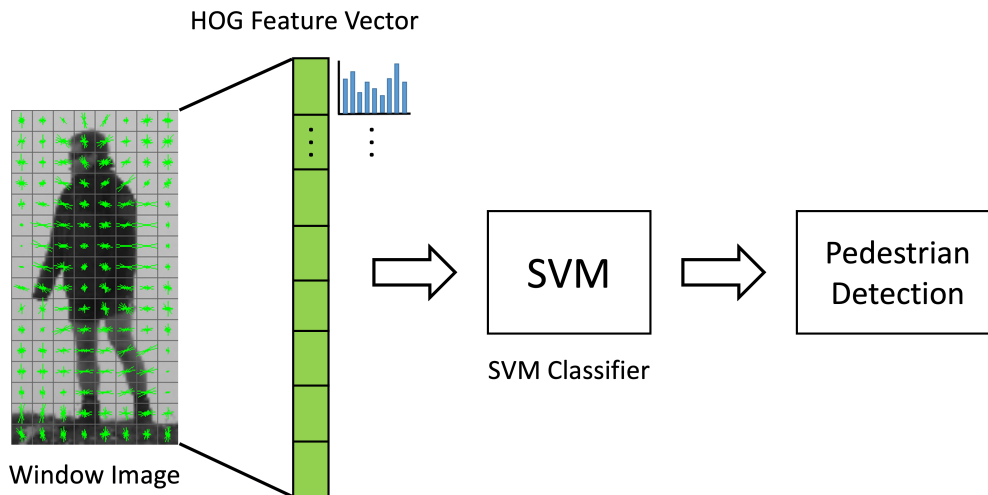 HOG Feature Vector
Window Image
SVM
SVM Classifier
Pedestrian
Detection